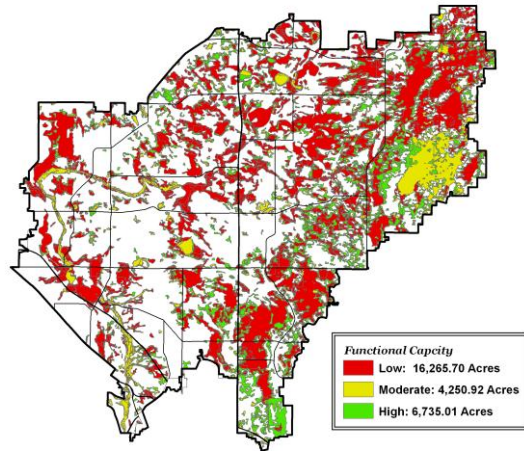 Functional Capcity
Low: 16,265.70 Acres
Moderate: 4,250.92 Acres
High: 6,735.01 Acres